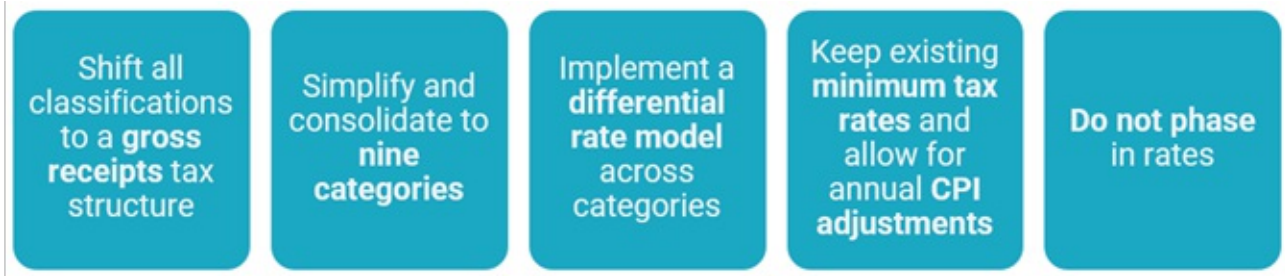 Shift all
classifications
to a gross
receipts tax
structure
Simplify and
consolidate to
nine
categories
Implement a
differential
rate model
across
categories
Keep existing
minimum tax
rates and
allow for
annual CPI
adjustments
Do not phase
in rates